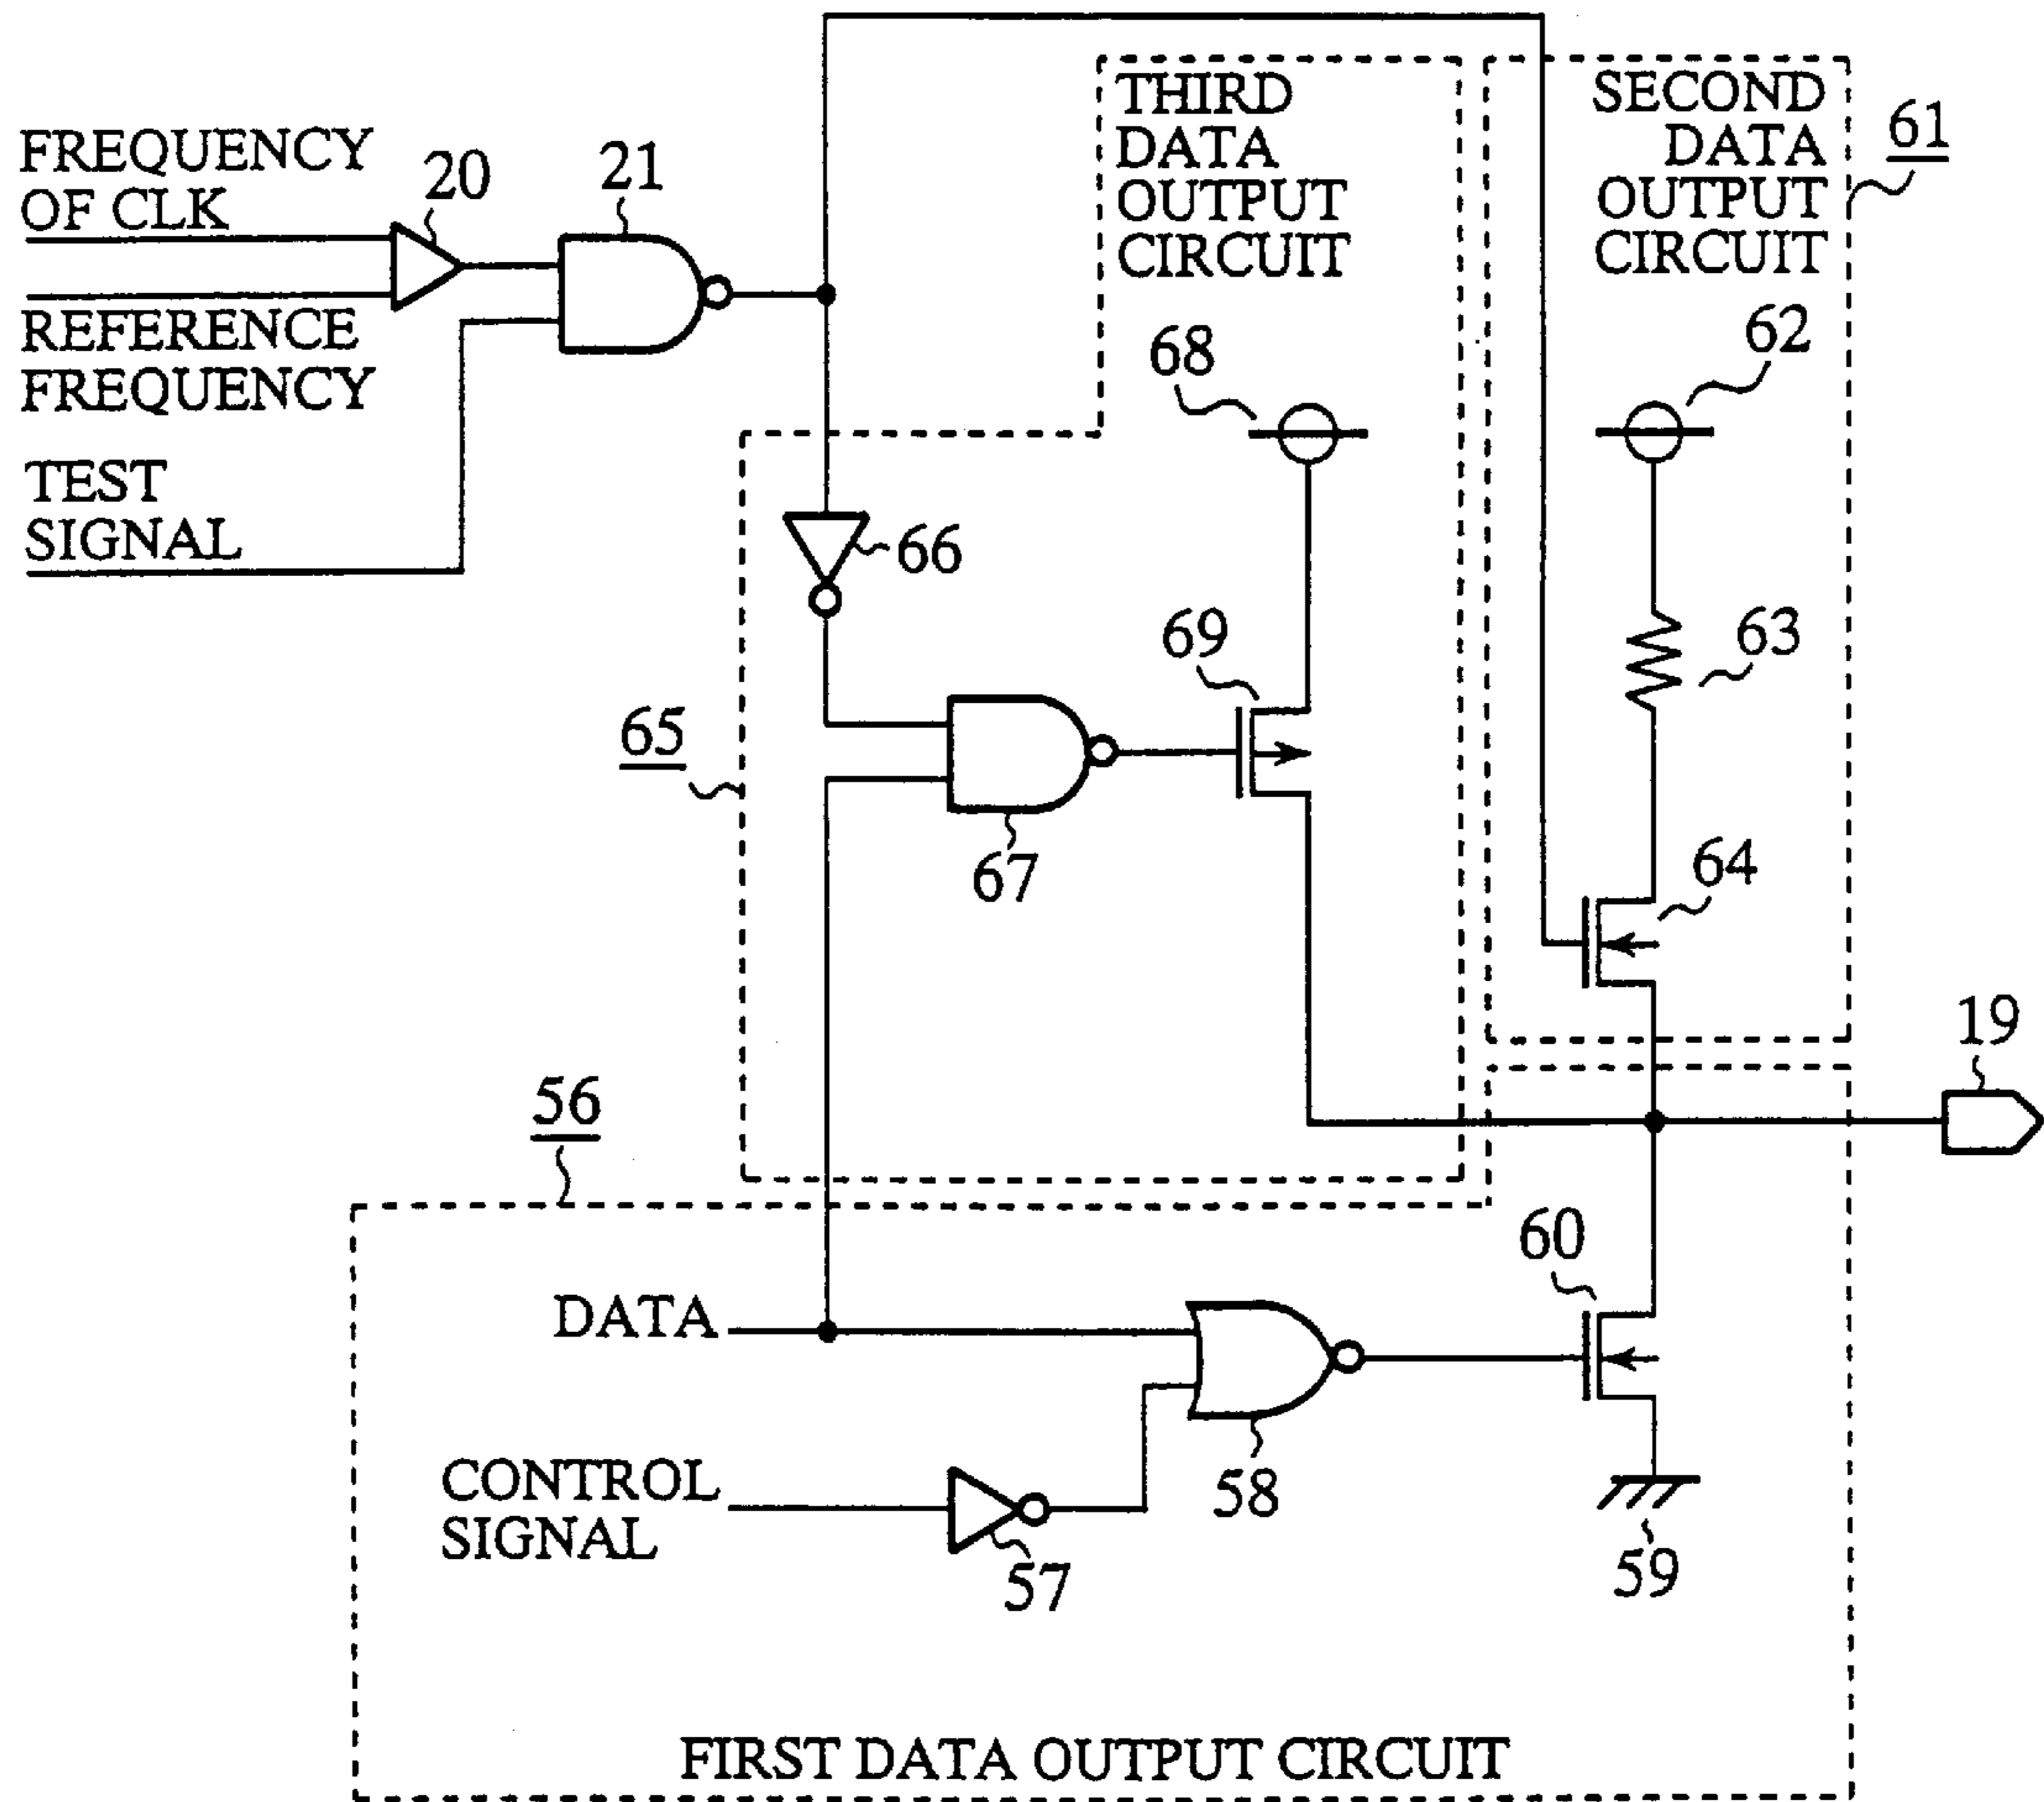 FREQUENCY
OF CLK
20
21
REFERENCE
FREQUENCY
TEST
SIGNAL
THIRD
DATA
OUTPUT
CIRCUIT
SECOND
DATA
OUTPUT
CIRCUIT
61
68
62
66
69
63
65
67
64
19
56
60
DATA
CONTROL
SIGNAL
58
57
59
FIRST DATA OUTPUT CIRCUIT